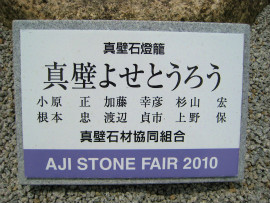 真壁石燈籠
真壁よせとうろう
小原 正 加藤 幸彦 杉山 宏
根本 忠 渡辺 貞市 上野 保
真壁石材協同組合
AJI STONE FAIR 2010